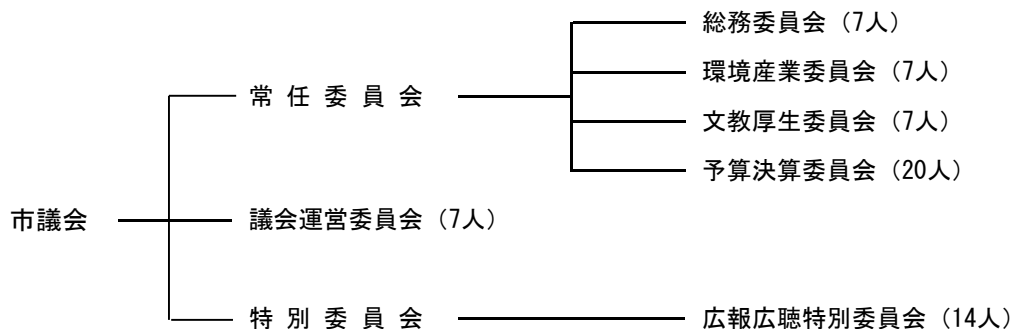 総務委員会（7人）
環境産業委員会（7人）
常任委員会
文教厚生委員会（7人）
予算決算委員会（20人）
市議会
議会運営委員会（7人）
特別委員会
広報広聴特別委員会（14人）